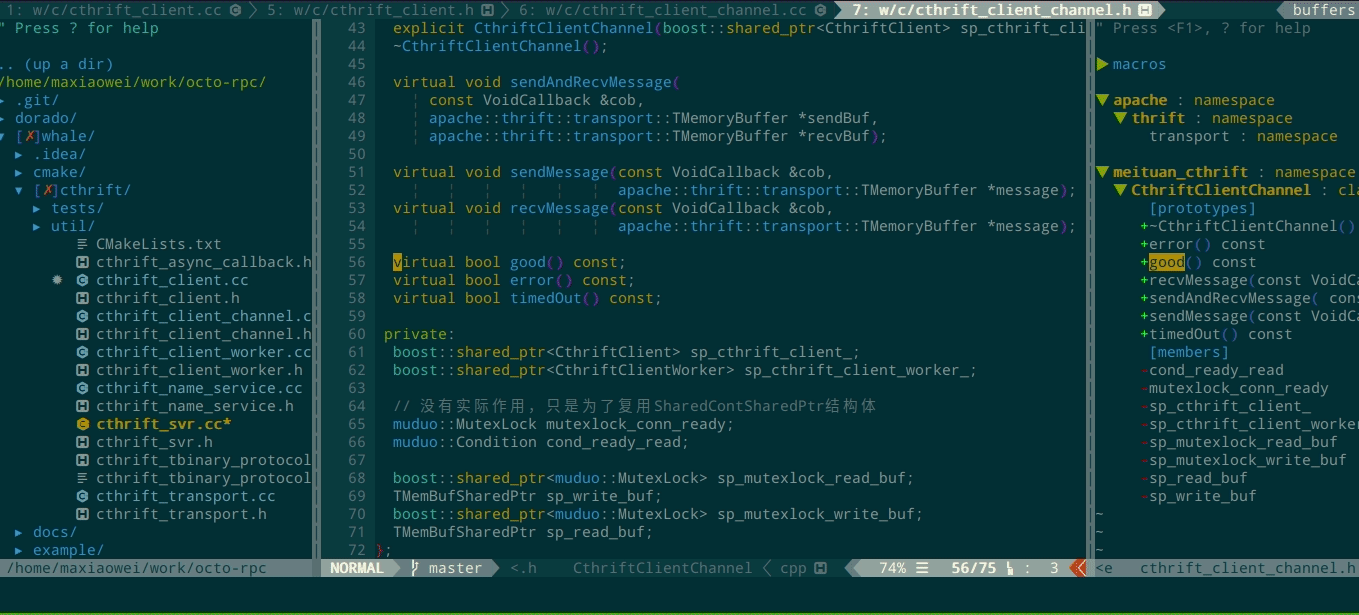 1: w/c/cthrift_client.cc 5: w/c/cthrift_client.h 6: w/c/cthrift_client_channel.cc 7: w/c/cthrift_client_channel.h buffers
" Press ? for help
.. (up a dir)
/home/maxiaowei/work/octo-rpc/
▸ .git/
▸ dorado/
▾ [✗]whale/
▸ .idea/
▸ cmake/
▾ [✗]cthrift/
▸ tests/
▸ util/
CMakeLists.txt
cthrift_async_callback.h
cthrift_client.cc
cthrift_client.h
cthrift_client_channel.c
cthrift_client_channel.h
cthrift_client_worker.cc
cthrift_client_worker.h
cthrift_name_service.cc
cthrift_name_service.h
cthrift_svr.cc*
cthrift_svr.h
cthrift_tbinary_protocol
cthrift_tbinary_protocol
cthrift_transport.cc
cthrift_transport.h
▸ docs/
▸ example/
/home/maxiaowei/work/octo-rpc
43 explicit CthriftClientChannel(boost::shared_ptr<CthriftClient> sp_cthrift_cli
44 ~CthriftClientChannel();
45
46 virtual void sendAndRecvMessage(
47 ¦ const VoidCallback &cob,
48 ¦ apache::thrift::transport::TMemoryBuffer *sendBuf,
49 ¦ apache::thrift::transport::TMemoryBuffer *recvBuf);
50
51 virtual void sendMessage(const VoidCallback &cob,
52 ¦ ¦ ¦ ¦ ¦ ¦ apache::thrift::transport::TMemoryBuffer *message);
53 virtual void recvMessage(const VoidCallback &cob,
54 ¦ ¦ ¦ ¦ ¦ ¦ apache::thrift::transport::TMemoryBuffer *message);
55
56 virtual bool good() const;
57 virtual bool error() const;
58 virtual bool timedOut() const;
59
60 private:
61 boost::shared_ptr<CthriftClient> sp_cthrift_client_;
62 boost::shared_ptr<CthriftClientWorker> sp_cthrift_client_worker_;
63
64 // 没有实际作用，只是为了复用SharedContSharedPtr结构体
65 muduo::MutexLock mutexlock_conn_ready;
66 muduo::Condition cond_ready_read;
67
68 boost::shared_ptr<muduo::MutexLock> sp_mutexlock_read_buf;
69 TMemBufSharedPtr sp_write_buf;
70 boost::shared_ptr<muduo::MutexLock> sp_mutexlock_write_buf;
71 TMemBufSharedPtr sp_read_buf;
72 };
NORMAL master <.h CthriftClientChannel cpp 74% ☰ 56/75 : 3
" Press <F1>, ? for help
▶ macros
▼ apache : namespace
▼ thrift : namespace
transport : namespace
▼ meituan_cthrift : namespace
▼ CthriftClientChannel : cla
[prototypes]
+~CthriftClientChannel()
+error() const
+good() const
+recvMessage(const VoidCa
+sendAndRecvMessage( cons
+sendMessage(const VoidCa
+timedOut() const
[members]
-cond_ready_read
-mutexlock_conn_ready
-sp_cthrift_client_
-sp_cthrift_client_worker
-sp_mutexlock_read_buf
-sp_mutexlock_write_buf
-sp_read_buf
-sp_write_buf
~
~
~
<e cthrift_client_channel.h